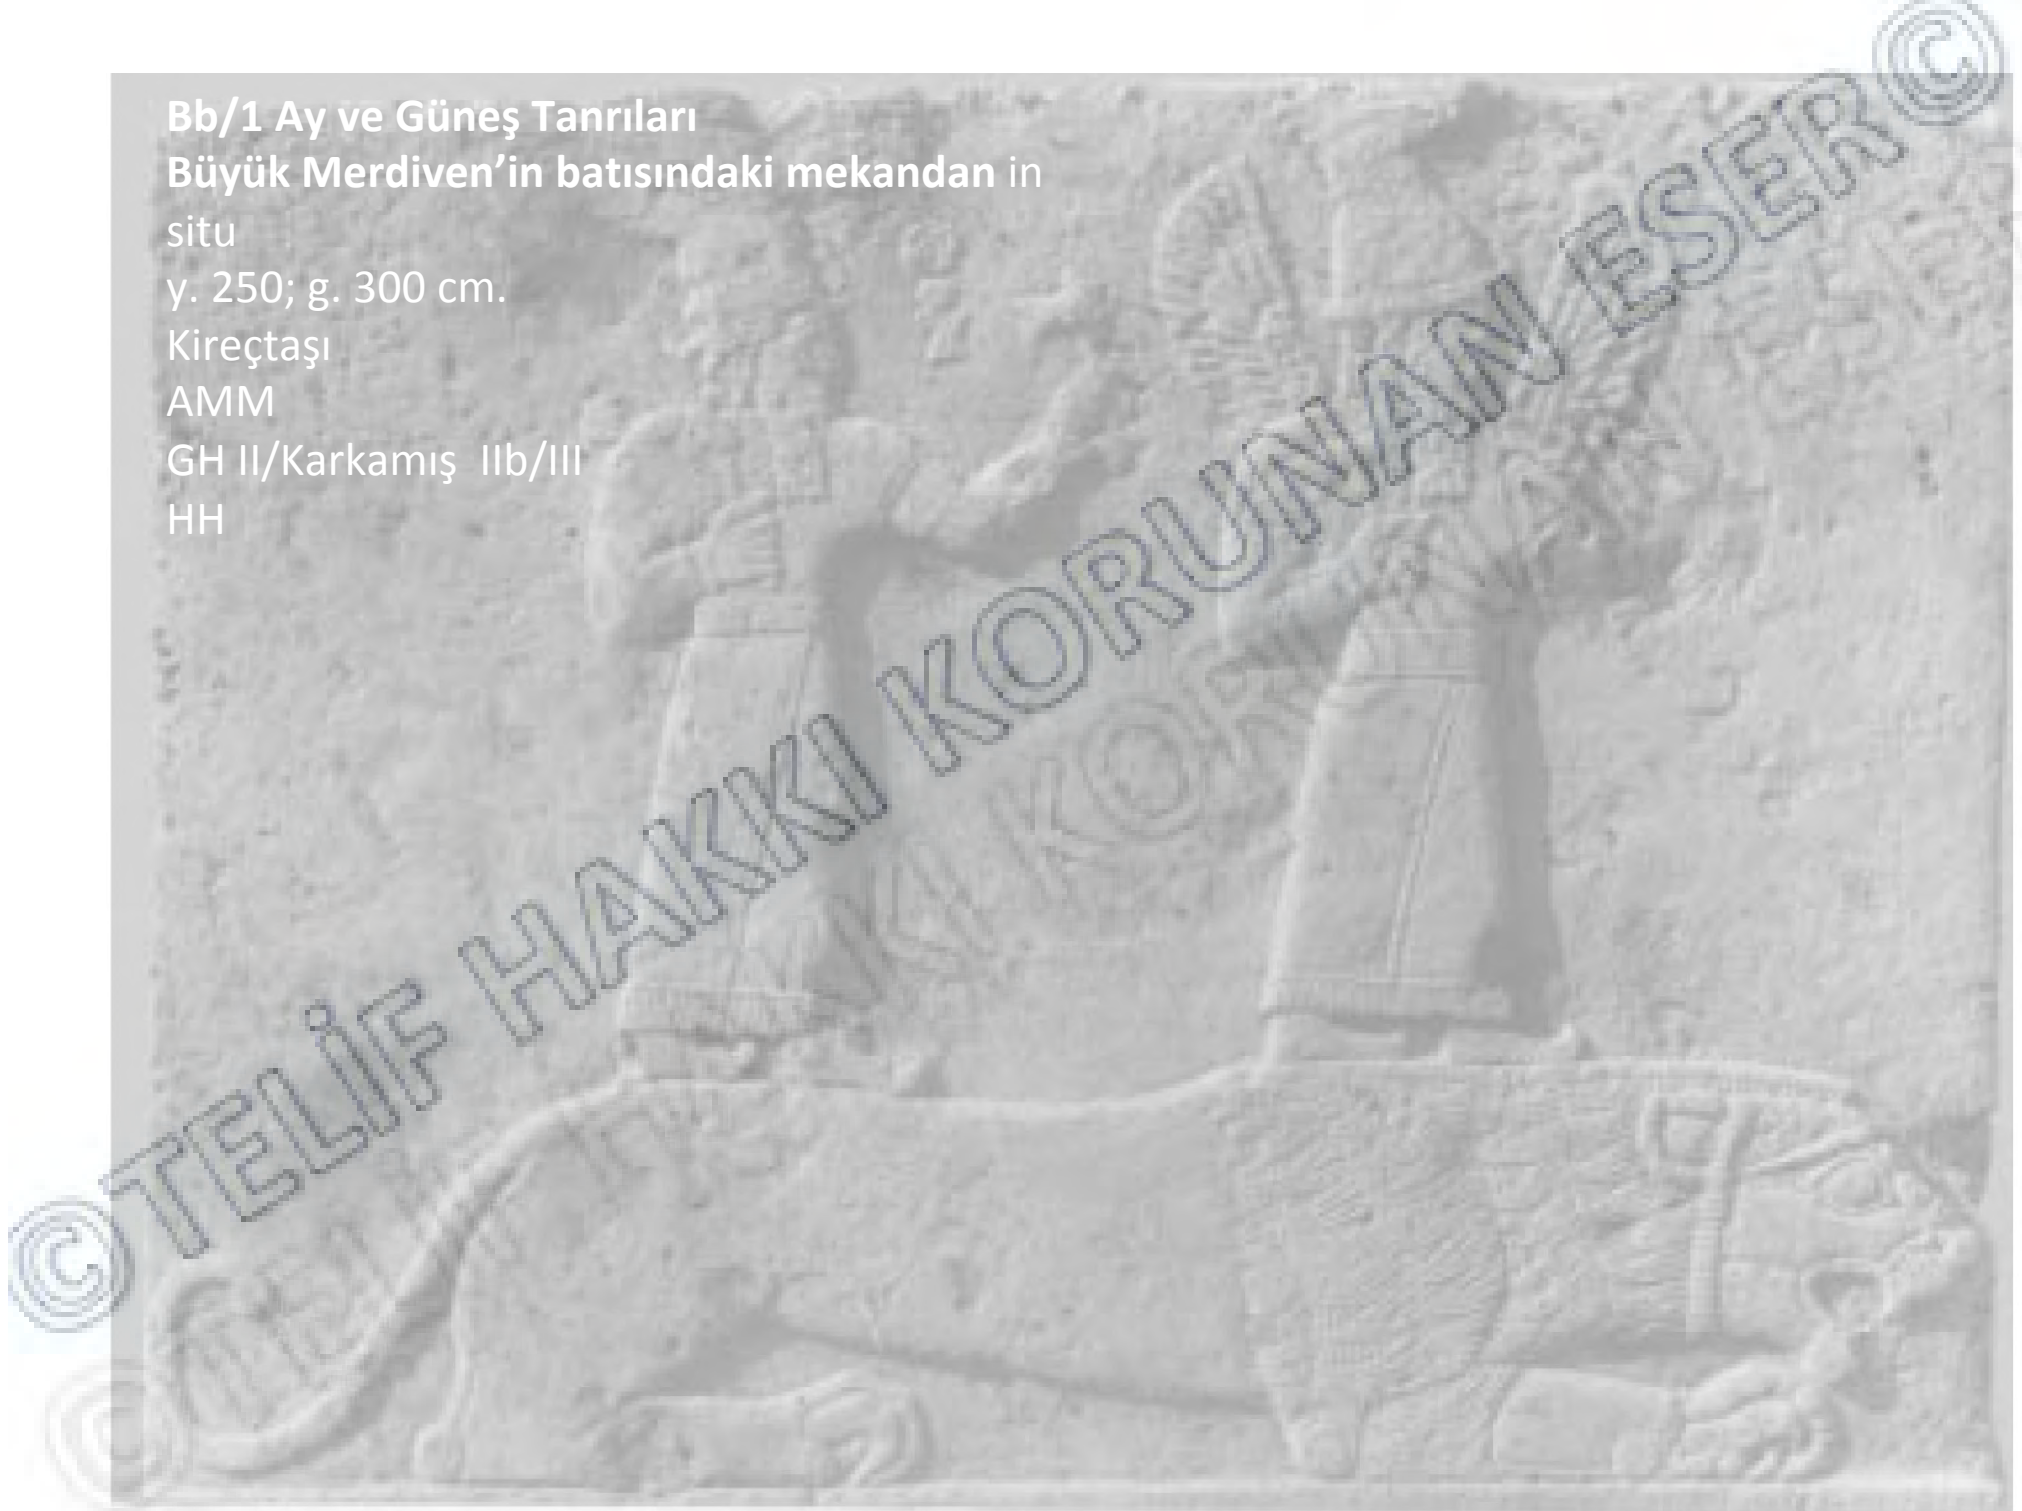 Bb/1 Ay ve Güneş Tanrıları
Büyük Merdiven’in batısındaki mekandan in
situ
y. 250; g. 300 cm.
Kireçtaşı
AMM
GH II/Karkamış  IIb/III
HH
©TELİF HAKKI KORUNAN ESER©